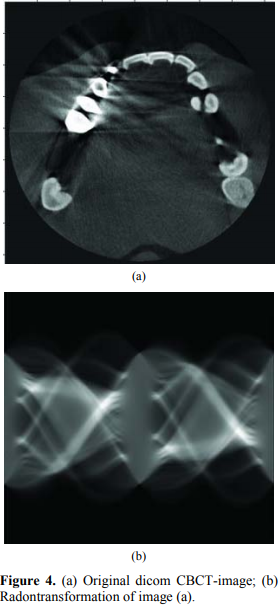 (a)
(b)
Figure 4. (a) Original dicom CBCT-image; (b)
Radontransformation of image (a).